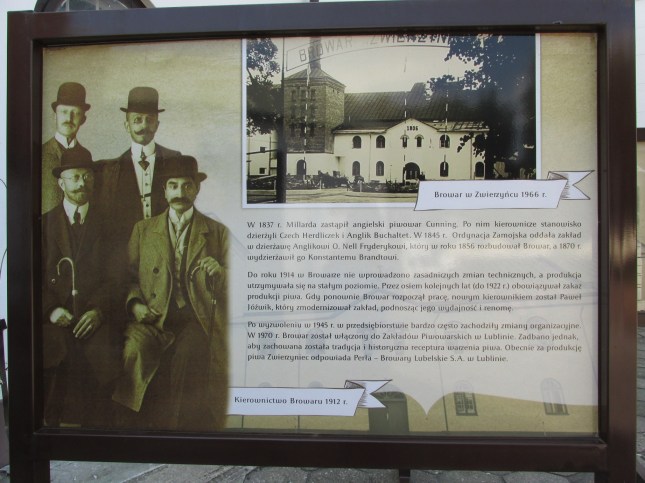 BROWAR ZWIERZYNIEC
1806
Browar w Zwierzyńcu 1966 r.
W 1837 r. Millarda zastąpił angielski piwowar Cunning. Po nim kierownicze stanowisko
dzierżyli Czech Herdliczek i Anglik Buchaltet. W 1845 r. Ordynacja Zamojska oddała zakład
w dzierżawę Anglikowi O. Nell Fryderykowi, który w roku 1856 rozbudował Browar, a 1870 r.
wydzierżawił go Konstantemu Brandtowi.
Do roku 1914 w Browarze nie wprowadzono zasadniczych zmian technicznych, a produkcja
utrzymywała się na stałym poziomie. Przez osiem kolejnych lat (do 1922 r.) obowiązywał zakaz
produkcji piwa. Gdy ponownie Browar rozpoczął pracę, nowym kierownikiem został Paweł
Jóźwik, który zmodernizował zakład, podnosząc jego wydajność i renomę.
Po wyzwoleniu w 1945 r. w przedsiębiorstwie bardzo często zachodziły zmiany organizacyjne.
W 1970 r. Browar został włączony do Zakładów Piwowarskich w Lublinie. Zadbano jednak,
aby zachowana została tradycja i historyczna receptura warzenia piwa. Obecnie za produkcję
piwa Zwierzyniec odpowiada Perła – Browary Lubelskie S.A. w Lublinie.
Kierownictwo Browaru 1912 r.